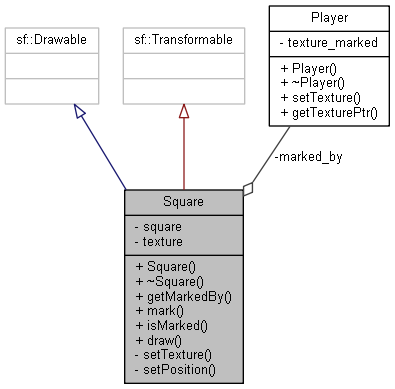 Player
- texture_marked
+ Player()
+ ~Player()
+ setTexture()
+ getTexturePtr()
sf::Drawable
sf::Transformable
-marked_by
Square
- square
- texture
+ Square()
+ ~Square()
+ getMarkedBy()
+ mark()
+ isMarked()
+ draw()
- setTexture()
- setPosition()